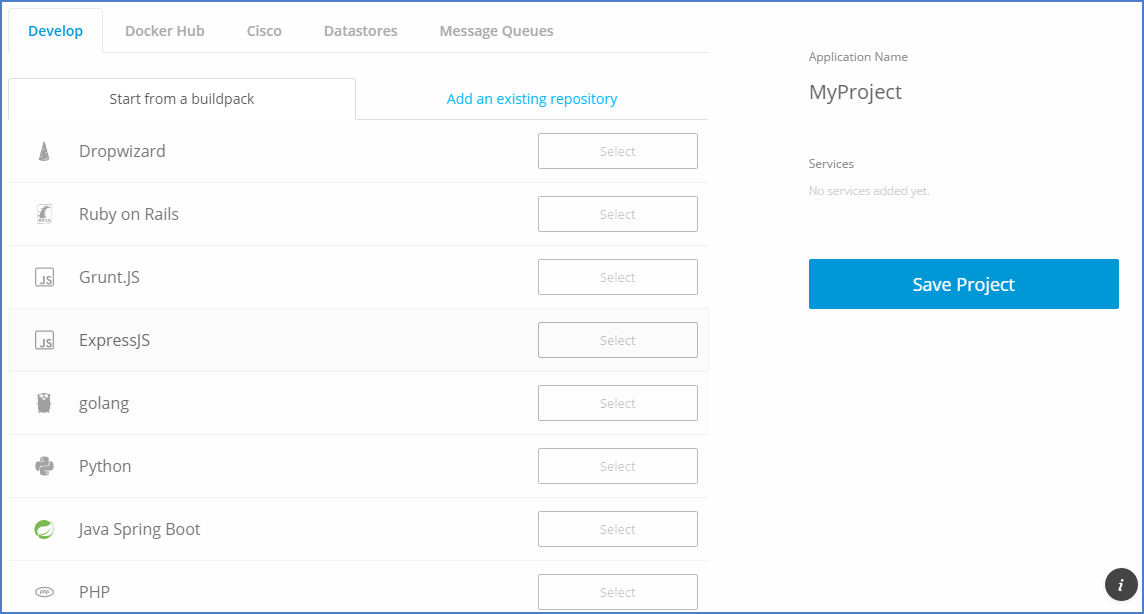 Develop Docker Hub Cisco Datastores Message Queues
Start from a buildpack Add an existing repository
Dropwizard Select
Ruby on Rails Select
Grunt.JS Select
ExpressJS Select
golang Select
Python Select
Java Spring Boot Select
PHP Select
Application Name
MyProject
Services
No services added yet.
Save Project
JS
JS
php
i